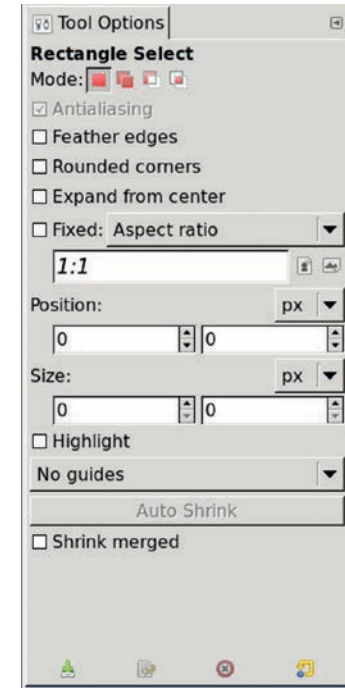 Tool Options
Rectangle Select
Mode:
Antialiasing
Feather edges
Rounded corners
Expand from center
Fixed: Aspect ratio
1:1
Position: px
0 0
Size: px
0 0
Highlight
No guides
Auto Shrink
Shrink merged